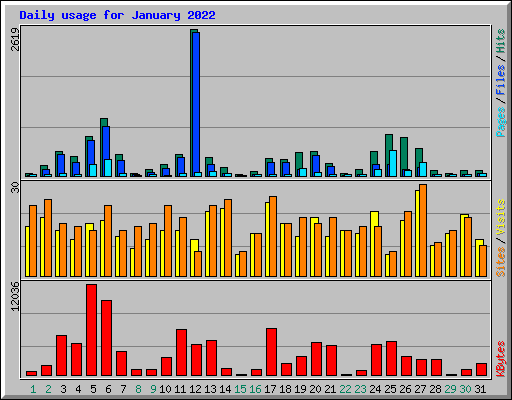 Daily usage for January 2022
2619
Pages / Files / Hits
30
Sites / Visits
12036
KBytes
1 2 3 4 5 6 7 8 9 10 11 12 13 14 15 16 17 18 19 20 21 22 23 24 25 26 27 28 29 30 31